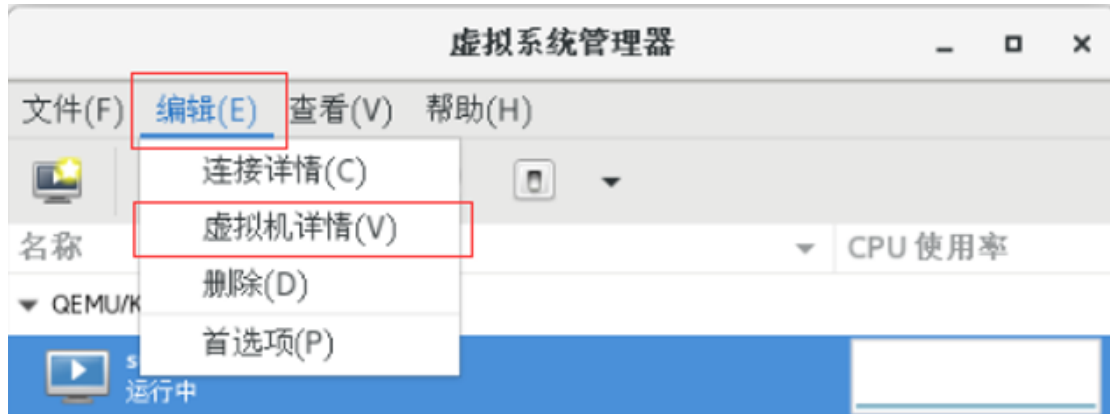 虚拟系统管理器
文件(F) 编辑(E) 查看(V) 帮助(H)
连接详情(C)
虚拟机详情(V)
名称 CPU 使用率
删除(D)
QEMU/K
首选项(P)
s
运行中